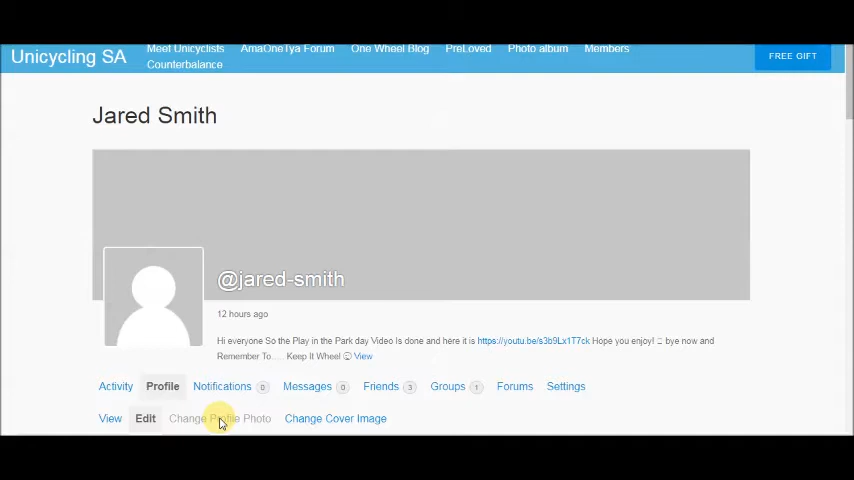 Unicycling SA
Meet Unicyclists AmaOneTya Forum One Wheel Blog PreLoved Photo album Members
Counterbalance
FREE GIFT
Jared Smith
@jared-smith
12 hours ago
Hi everyone So the Play in the Park day Video Is done and here it is https://youtu.be/s3b9Lx1T7ck Hope you enjoy! bye now and
Remember To..... Keep It Wheel View
Activity Profile Notifications 0 Messages 0 Friends 3 Groups 1 Forums Settings
View Edit Change Profile Photo Change Cover Image